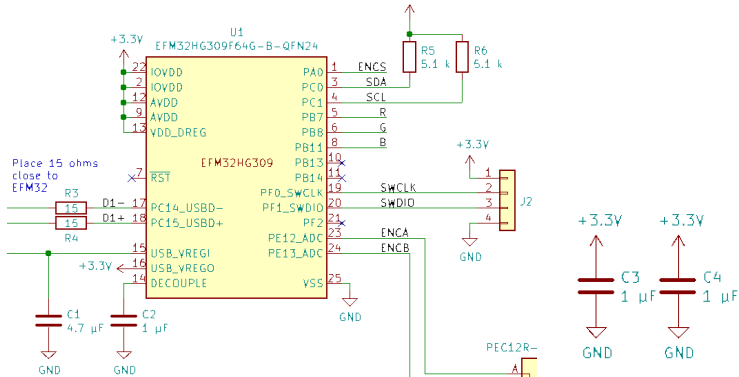 U1
EFM32HG309F64G-B-QFN24
+3.3V
22 IOVDD
2 IOVDD
12 AVDD
9 AVDD
13 VDD_DREG
7 RST
17 PC14_USBD-
18 PC15_USBD+
15 USB_VREGI
16 USB_VREGO
14 DECOUPLE
EFM32HG309
PA0 1 ENCS
PC0 3 SDA
PC1 4 SCL
PB7 5 R
PB8 6 G
PB11 8 B
PB13 10
PB14 11
PF0_SWCLK 19 SWCLK
PF1_SWDIO 20 SWDIO
PF2 21
PE12_ADC 23 ENCA
PE13_ADC 24 ENCB
VSS 25
GND
R5
5.1 k
R6
5.1 k
Place 15 ohms
close to
EFM32
R3
15 D1-
15 D1+
R4
+3.3V
C1
4.7 µF
GND
C2
1 µF
GND
+3.3V
1
2
3
4
J2
GND
PEC12R-
A
+3.3V
C3
1 µF
GND
+3.3V
C4
1 µF
GND